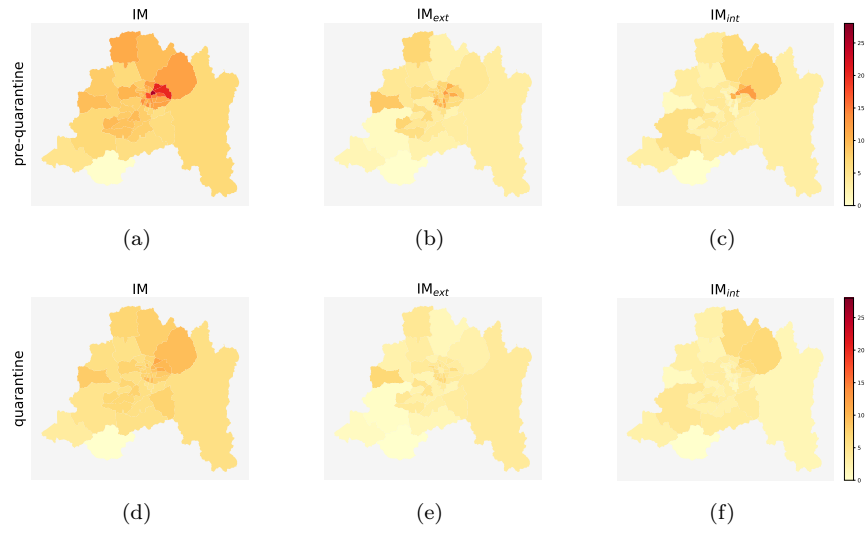 IM
IM_ext
IM_int
pre-quarantine
25
20
15
10
5
0
(a)
(b)
(c)
IM
IM_ext
IM_int
quarantine
25
20
15
10
5
0
(d)
(e)
(f)